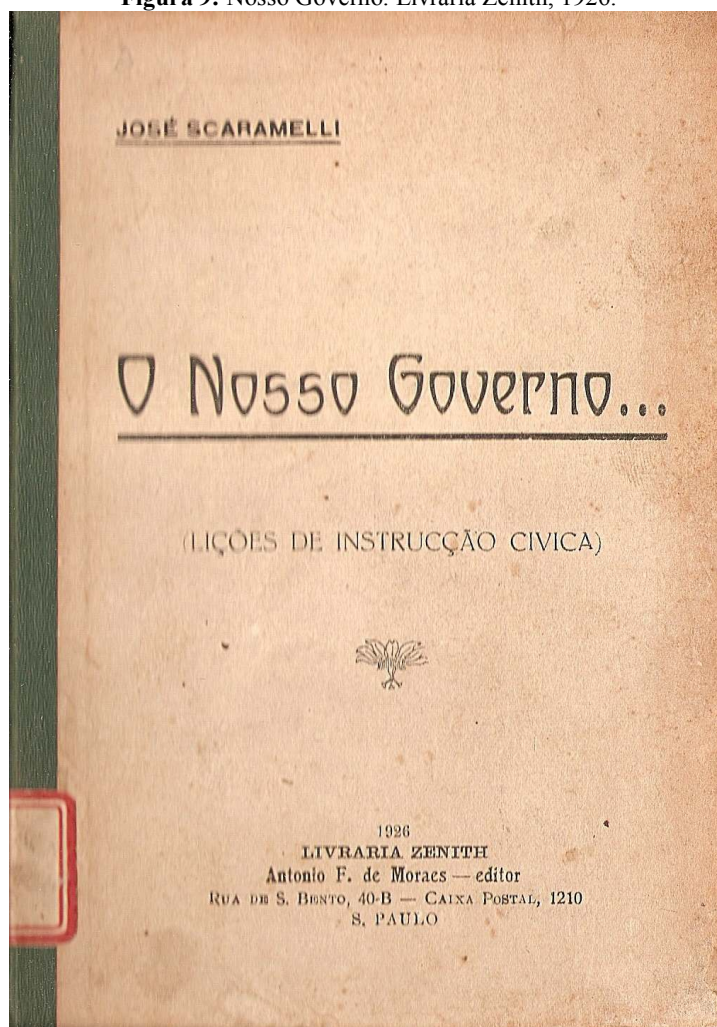 Figura 9: Nosso Governo. Livraria Zenith, 1926.
JOSÉ SCARAMELLI
O Nosso Governo...
(LIÇÕES DE INSTRUCÇÃO CIVICA)
1926
LIVRARIA ZENITH
Antonio F. de Moraes — editor
RUA DE S. BENTO, 40-B — CAIXA POSTAL, 1210
S. PAULO